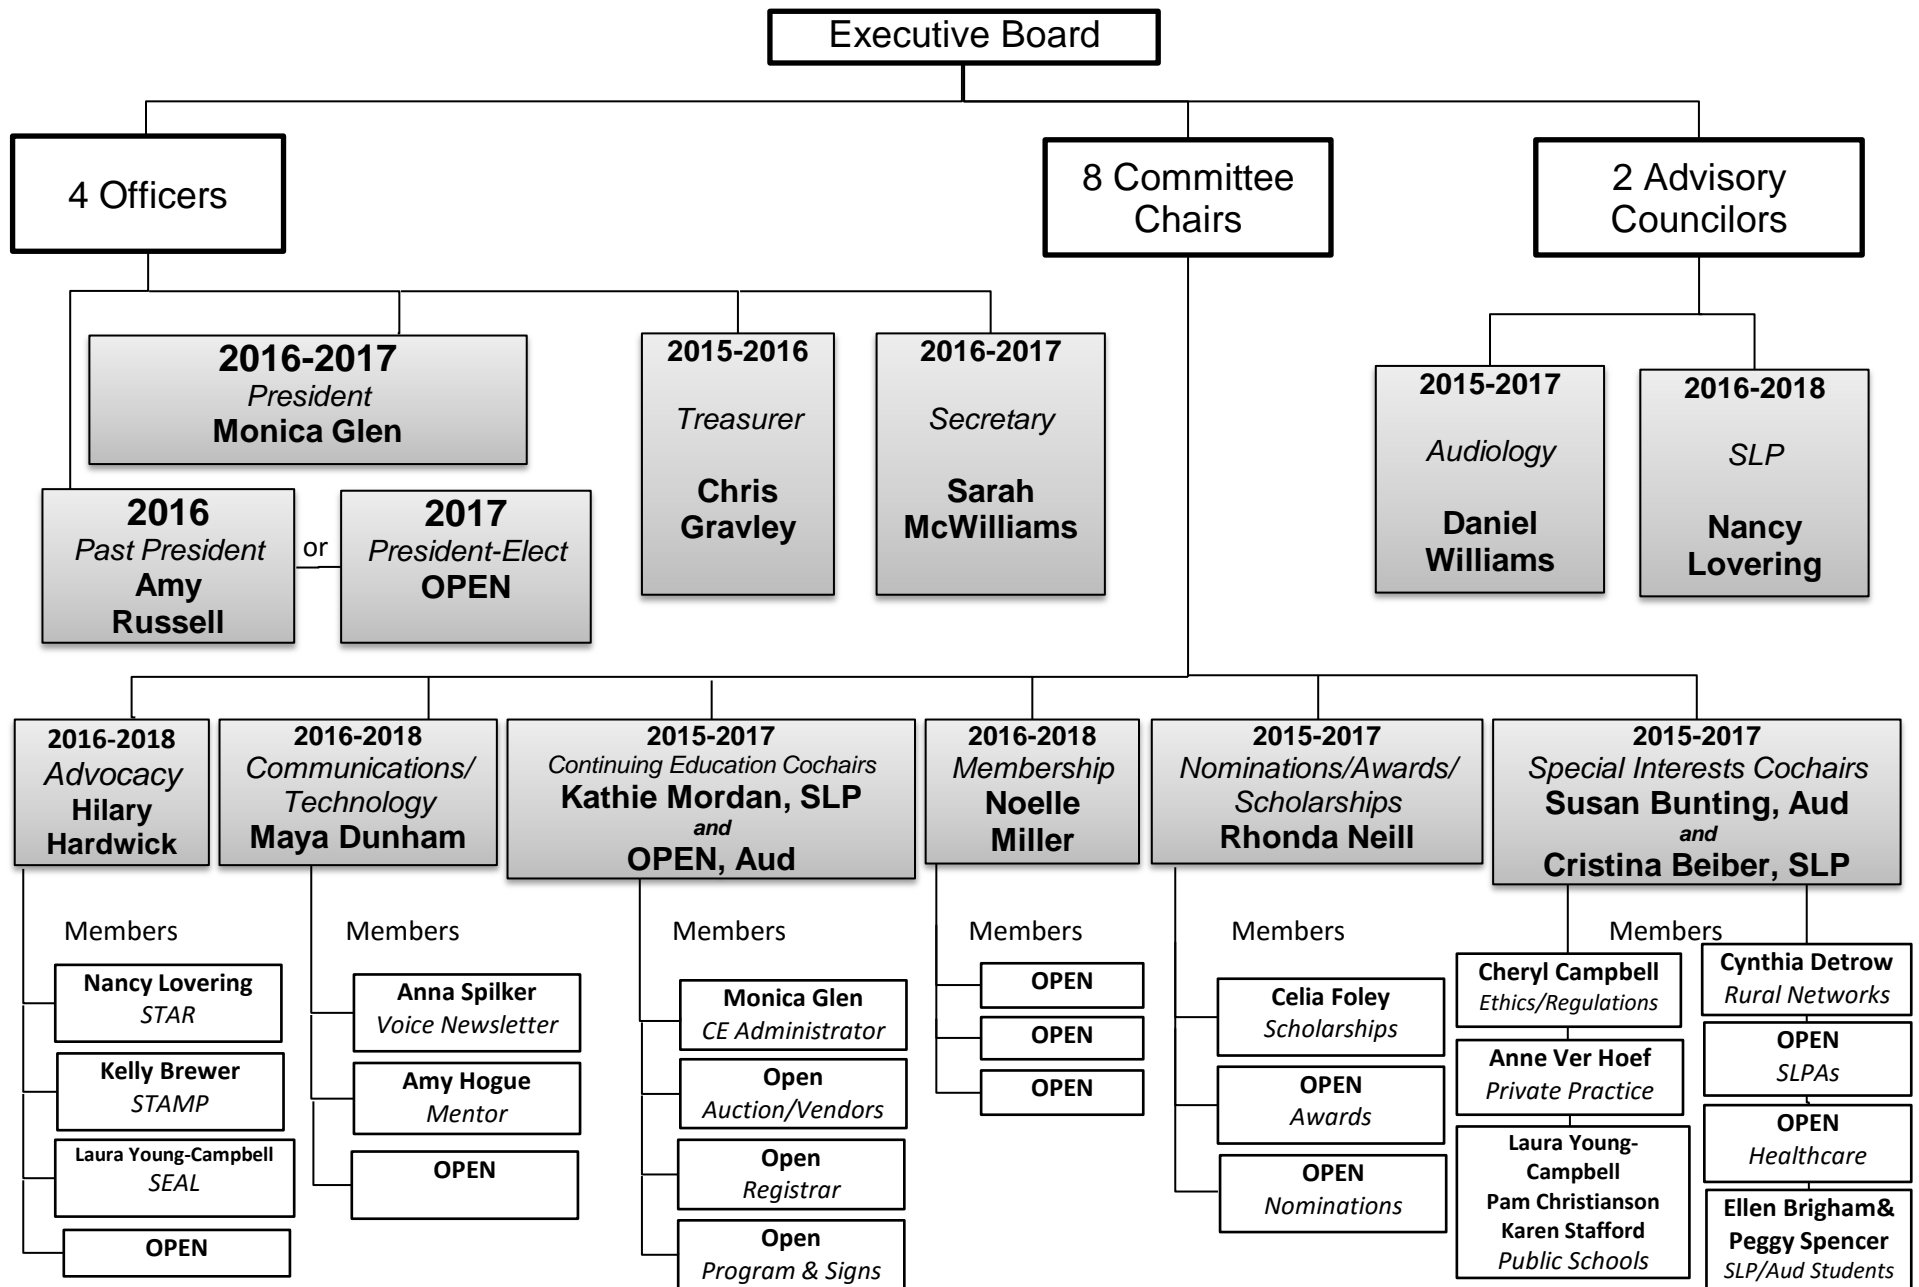 Executive Board
4 Officers
8 Committee
Chairs
2 Advisory
Councilors
2016-2017
President
Monica Glen
2015-2016
Treasurer
Chris
Gravley
2016-2017
Secretary
Sarah
McWilliams
2015-2017
Audiology
Daniel
Williams
2016-2018
SLP
Nancy
Lovering
2016
Past President
Amy
Russell
or
2017
President-Elect
OPEN
2016-2018
Advocacy
Hilary
Hardwick
2016-2018
Communications/
Technology
Maya Dunham
2015-2017
Continuing Education Cochairs
Kathie Mordan, SLP
and
OPEN, Aud
2016-2018
Membership
Noelle
Miller
2015-2017
Nominations/Awards/
Scholarships
Rhonda Neill
2015-2017
Special Interests Cochairs
Susan Bunting, Aud
and
Cristina Beiber, SLP
Members
Nancy Lovering
STAR
Kelly Brewer
STAMP
Laura Young-Campbell
SEAL
OPEN
Members
Anna Spilker
Voice Newsletter
Amy Hogue
Mentor
OPEN
Members
Monica Glen
CE Administrator
Open
Auction/Vendors
Open
Registrar
Open
Program & Signs
Members
OPEN
OPEN
OPEN
Members
Celia Foley
Scholarships
OPEN
Awards
OPEN
Nominations
Members
Cheryl Campbell
Ethics/Regulations
Anne Ver Hoef
Private Practice
Laura Young-
Campbell
Pam Christianson
Karen Stafford
Public Schools
Cynthia Detrow
Rural Networks
OPEN
SLPAs
OPEN
Healthcare
Ellen Brigham&
Peggy Spencer
SLP/Aud Students